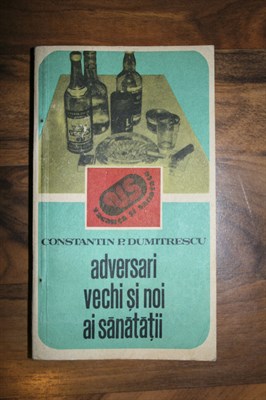 CONSTANTIN P. DUMITRESCU
adversari
vechi și noi
ai sănătății